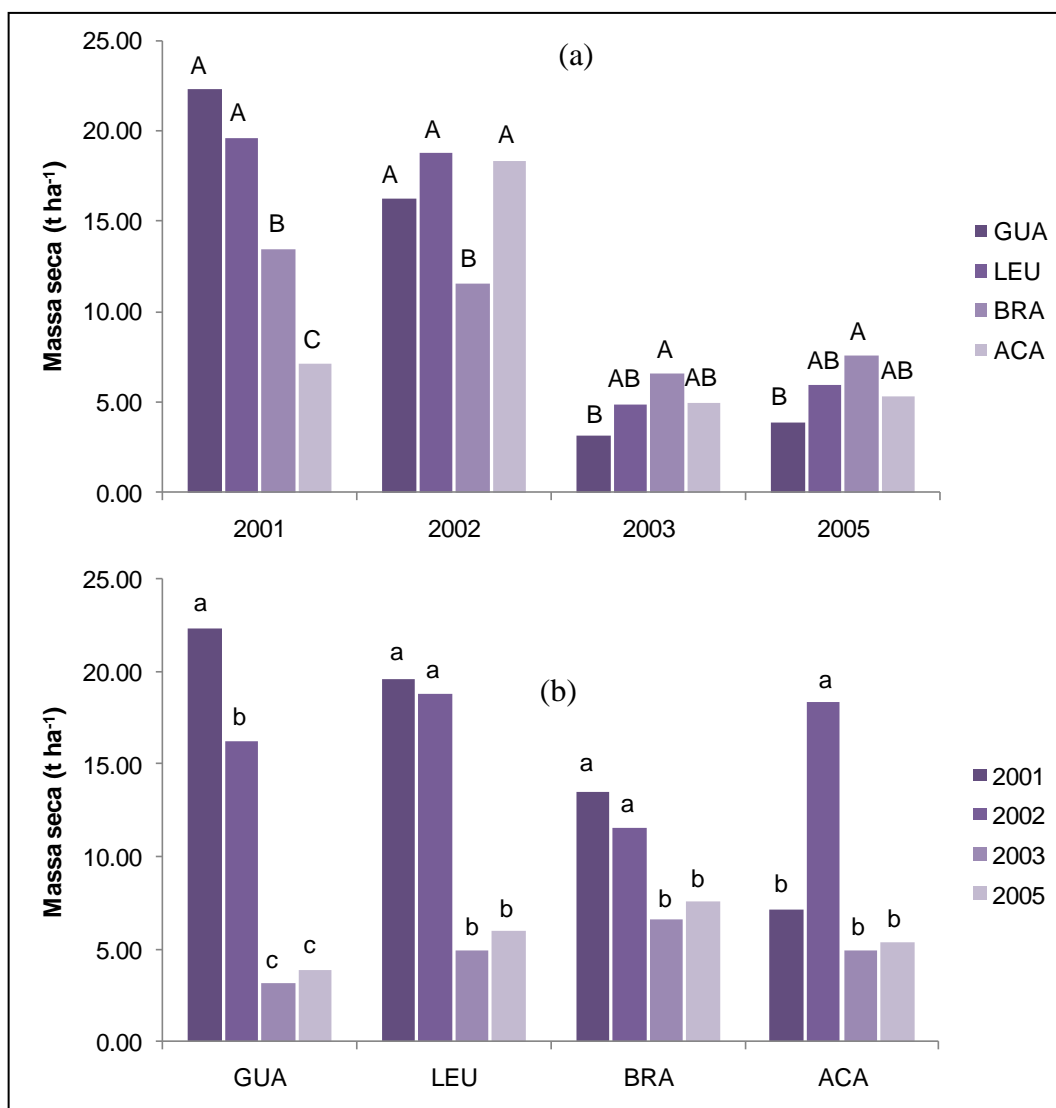 (a)
Massa seca (t ha⁻¹)
25.00
20.00
15.00
10.00
5.00
0.00
A A B C
A A B A
B AB A AB
B AB A AB
2001 2002 2003 2005
GUA
LEU
BRA
ACA
(b)
Massa seca (t ha⁻¹)
25.00
20.00
15.00
10.00
5.00
0.00
a b c c
a a b b
a a b b
b a b b
GUA LEU BRA ACA
2001
2002
2003
2005